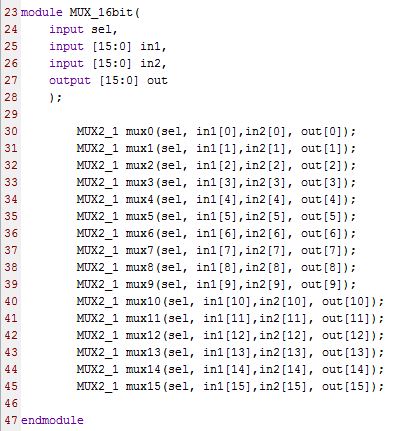 23 module MUX_16bit(
24     input sel,
25     input [15:0] in1,
26     input [15:0] in2,
27     output [15:0] out
28     );
29
30         MUX2_1 mux0(sel, in1[0],in2[0], out[0]);
31         MUX2_1 mux1(sel, in1[1],in2[1], out[1]);
32         MUX2_1 mux2(sel, in1[2],in2[2], out[2]);
33         MUX2_1 mux3(sel, in1[3],in2[3], out[3]);
34         MUX2_1 mux4(sel, in1[4],in2[4], out[4]);
35         MUX2_1 mux5(sel, in1[5],in2[5], out[5]);
36         MUX2_1 mux6(sel, in1[6],in2[6], out[6]);
37         MUX2_1 mux7(sel, in1[7],in2[7], out[7]);
38         MUX2_1 mux8(sel, in1[8],in2[8], out[8]);
39         MUX2_1 mux9(sel, in1[9],in2[9], out[9]);
40         MUX2_1 mux10(sel, in1[10],in2[10], out[10]);
41         MUX2_1 mux11(sel, in1[11],in2[11], out[11]);
42         MUX2_1 mux12(sel, in1[12],in2[12], out[12]);
43         MUX2_1 mux13(sel, in1[13],in2[13], out[13]);
44         MUX2_1 mux14(sel, in1[14],in2[14], out[14]);
45         MUX2_1 mux15(sel, in1[15],in2[15], out[15]);
46
47 endmodule